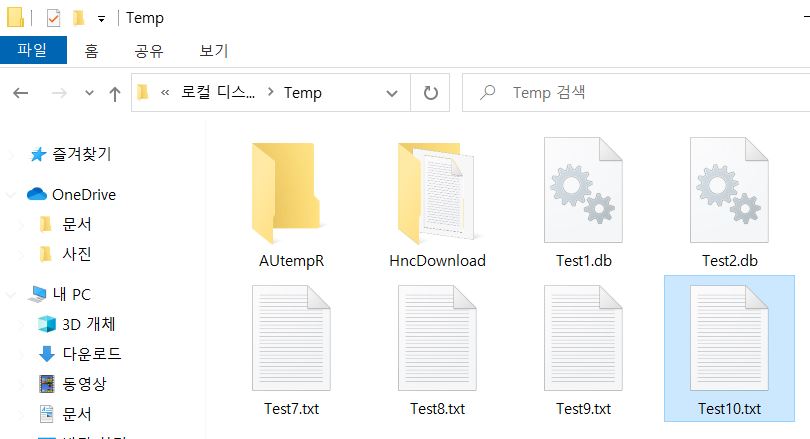 Temp
파일 홈 공유 보기
« 로컬 디스... > Temp
Temp 검색
즐겨찾기
OneDrive
문서
사진
내 PC
3D 개체
다운로드
동영상
문서
AUtempR HncDownload Test1.db Test2.db
Test7.txt Test8.txt Test9.txt Test10.txt